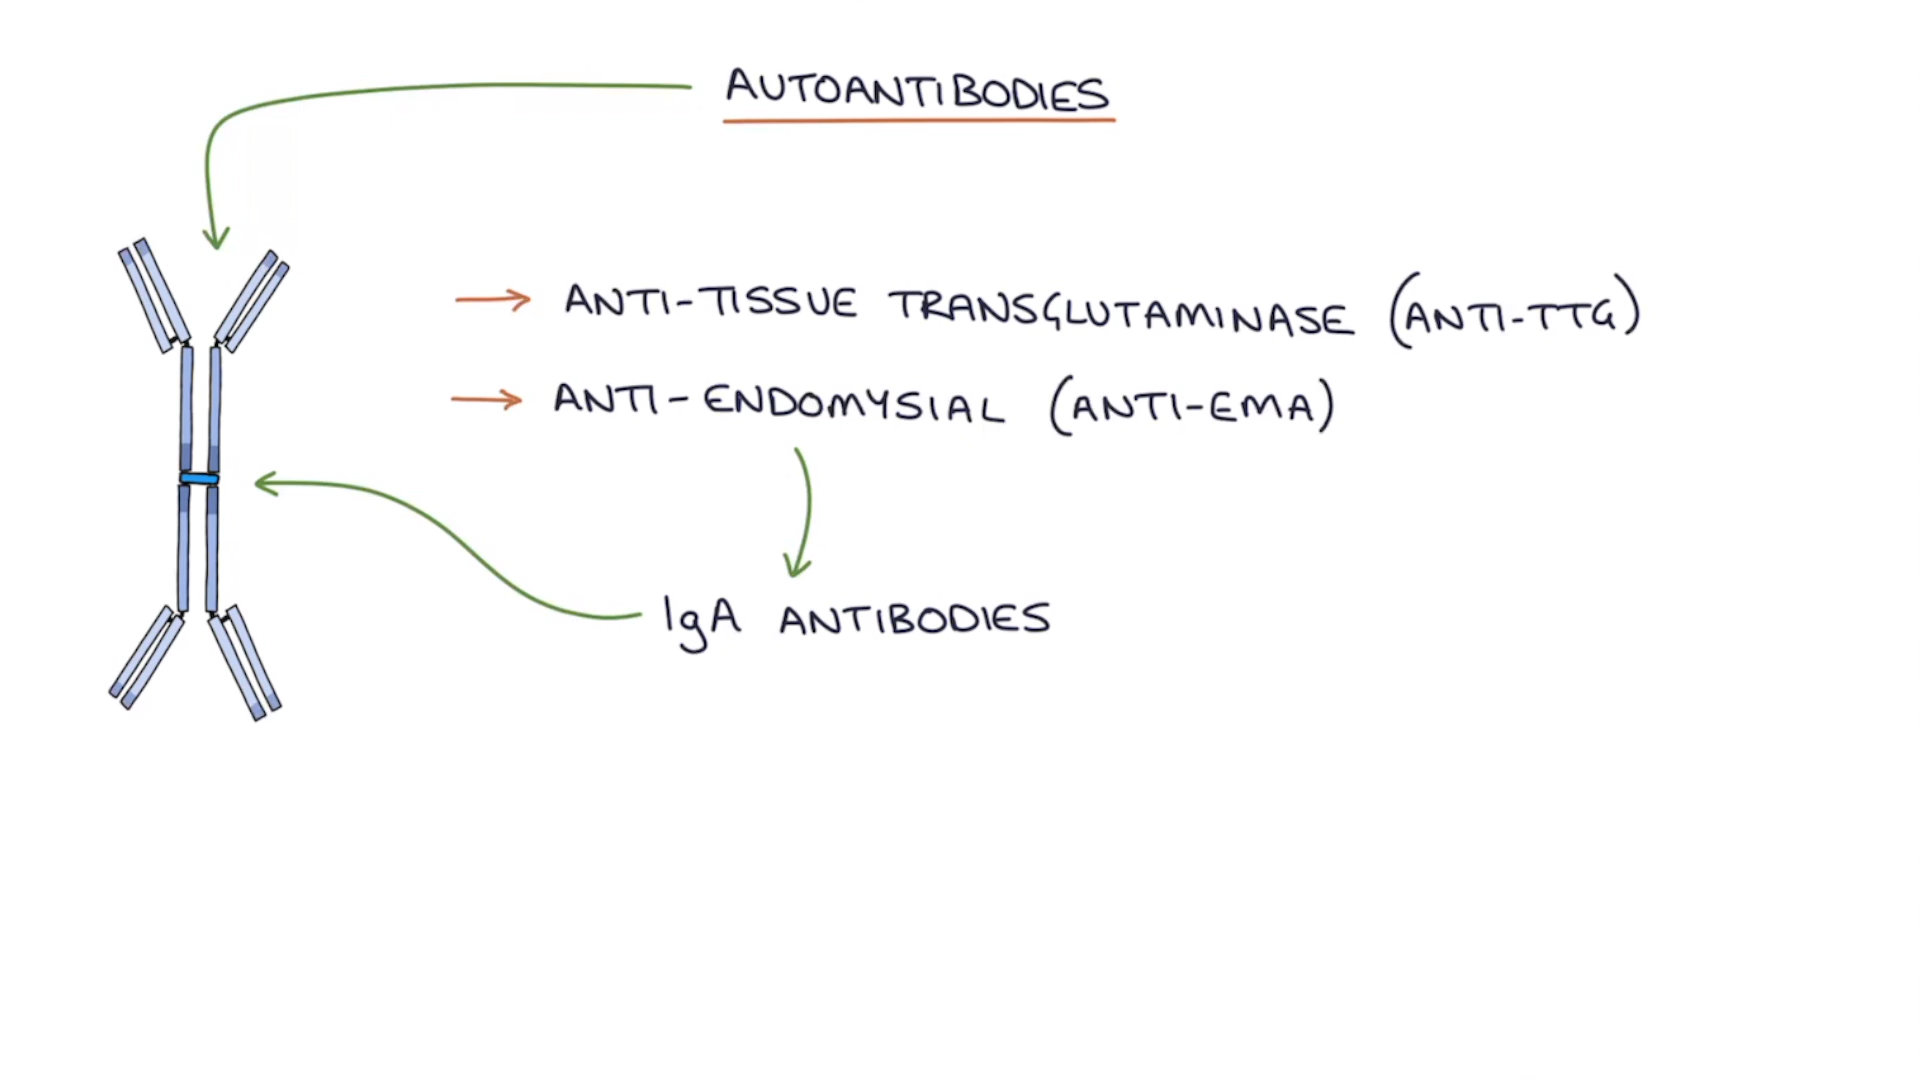 AUTOANTIBODIES
→ ANTI-TISSUE TRANSGLUTAMINASE (ANTI-TTG)
→ ANTI-ENDOMYSIAL (ANTI-EMA)
IgA ANTIBODIES